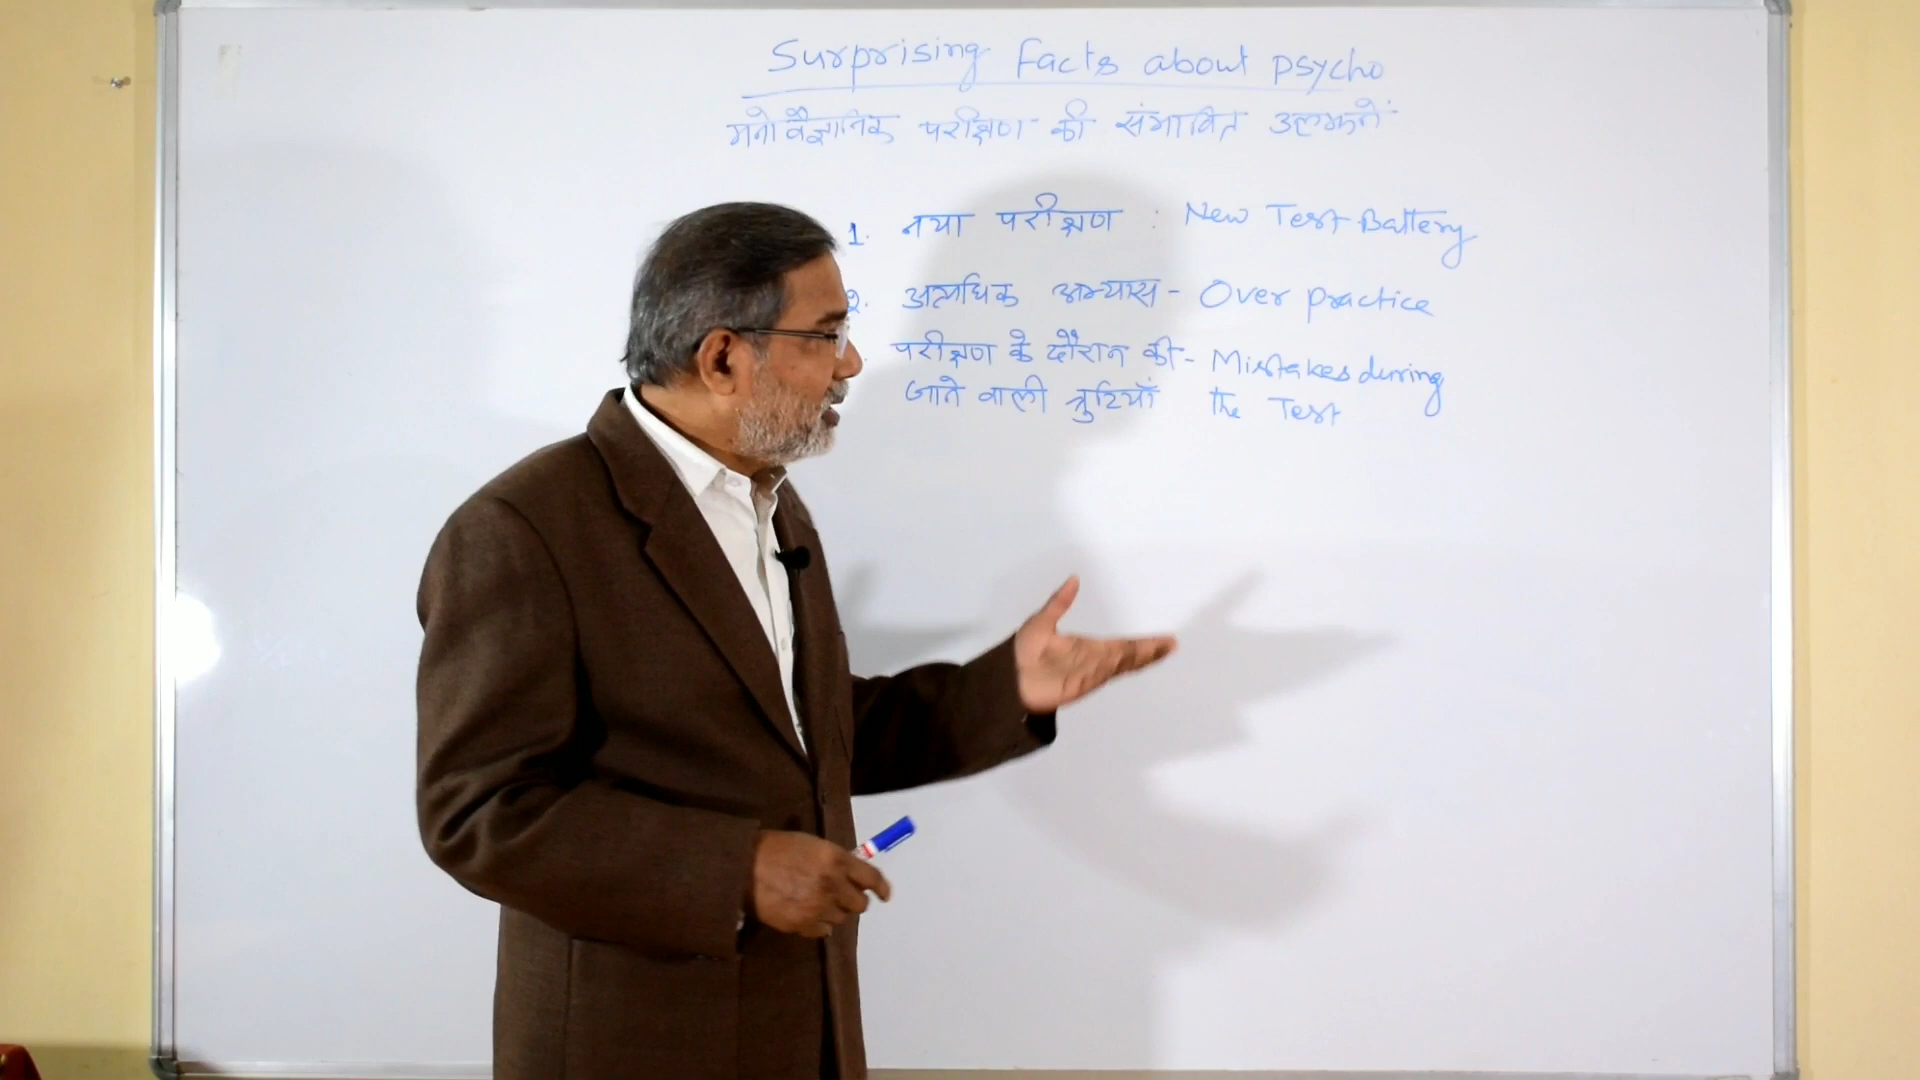 Surprising Facts about psycho
मनोवैज्ञानिक परीक्षण की संभावित उलझनें
1. नया परीक्षण : New Test Battery
2. अत्यधिक अभ्यास - Over practice
परीक्षण के दौरान की - Mistakes during
जाने वाली त्रुटियाँ the Test